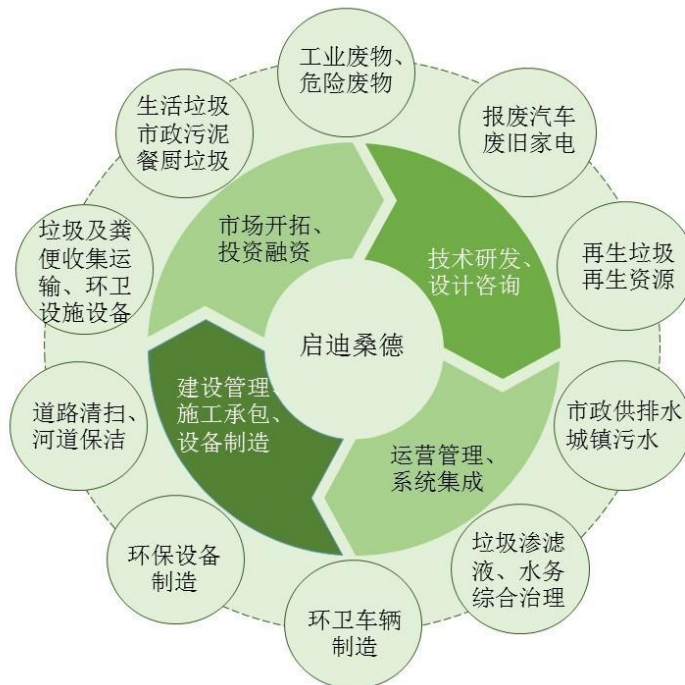 工业废物、
危险废物
报废汽车
废旧家电
再生垃圾
再生资源
市政供排水
城镇污水
垃圾渗滤
液、水务
综合治理
环卫车辆
制造
环保设备
制造
道路清扫、
河道保洁
垃圾及粪
便收集运
输、环卫
设施设备
生活垃圾
市政污泥
餐厨垃圾
市场开拓、
投资融资
技术研发、
设计咨询
运营管理、
系统集成
建设管理、
施工承包、
设备制造
启迪桑德